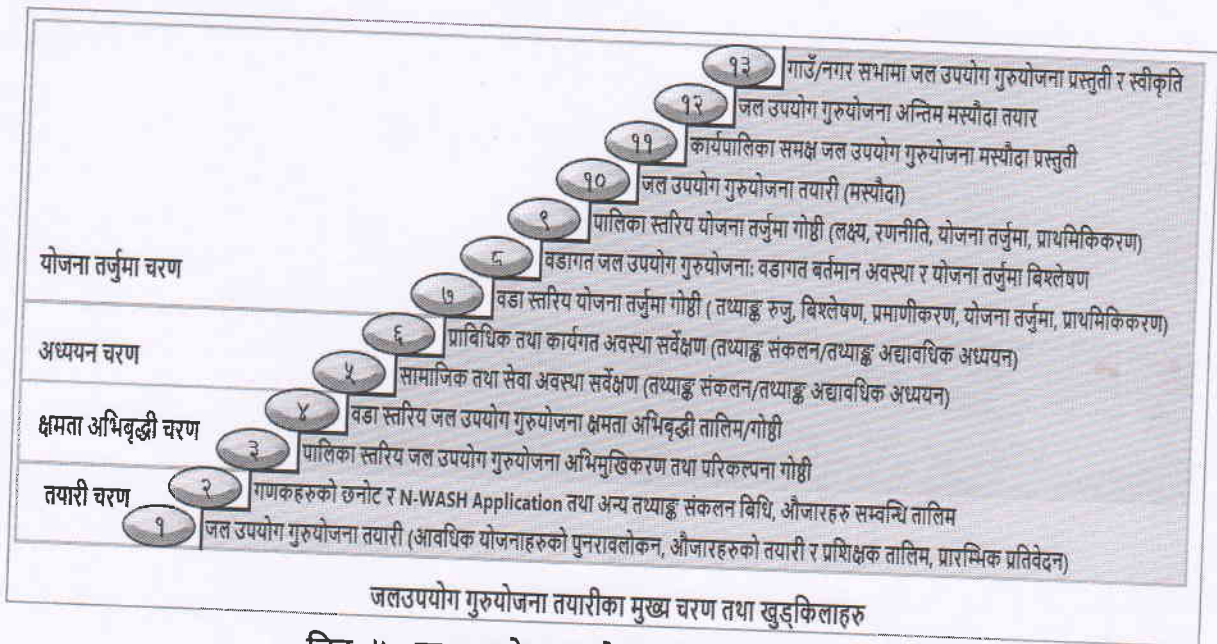 १३ गाउँ/नगर सभामा जल उपयोग गुरुयोजना प्रस्तुती र स्वीकृति
१२ जल उपयोग गुरुयोजना अन्तिम मस्यौदा तयार
११ कार्यपालिका समक्ष जल उपयोग गुरुयोजना मस्यौदा प्रस्तुती
१० जल उपयोग गुरुयोजना तयारी (मस्यौदा)
९ पालिका स्तरिय योजना तर्जुमा गोष्ठी (लक्ष्य, रणनीति, योजना तर्जुमा, प्राथमिकिकरण)
योजना तर्जुमा चरण ८ वडागत जल उपयोग गुरुयोजना: वडागत बर्तमान अवस्था र योजना तर्जुमा बिश्लेषण
७ वडा स्तरिय योजना तर्जुमा गोष्ठी ( तथ्याङ्क रुजु, बिश्लेषण, प्रमाणीकरण, योजना तर्जुमा, प्राथमिकिकरण)
अध्ययन चरण ६ प्राबिधिक तथा कार्यगत अवस्था सर्वेक्षण (तथ्याङ्क संकलन/तथ्याङ्क अद्यावधिक अध्ययन)
५ सामाजिक तथा सेवा अवस्था सर्वेक्षण (तथ्याङ्क संकलन/तथ्याङ्क अद्यावधिक अध्ययन)
क्षमता अभिबृद्धी चरण ४ वडा स्तरिय जल उपयोग गुरुयोजना क्षमता अभिबृद्धी तालिम/गोष्ठी
३ पालिका स्तरिय जल उपयोग गुरुयोजना अभिमुखिकरण तथा परिकल्पना गोष्ठी
तयारी चरण २ गणकहरुको छनोट र N-WASH Application तथा अन्य तथ्याङ्क संकलन बिधि, औजारहरु सम्वन्धि तालिम
१ जल उपयोग गुरुयोजना तयारी (आवधिक योजनाहरुको पुनरावलोकन, औजारहरुको तयारी र प्रशिक्षक तालिम, प्रारम्भिक प्रतिवेदन)
जलउपयोग गुरुयोजना तयारीका मुख्य चरण तथा खुड्किलाहरु